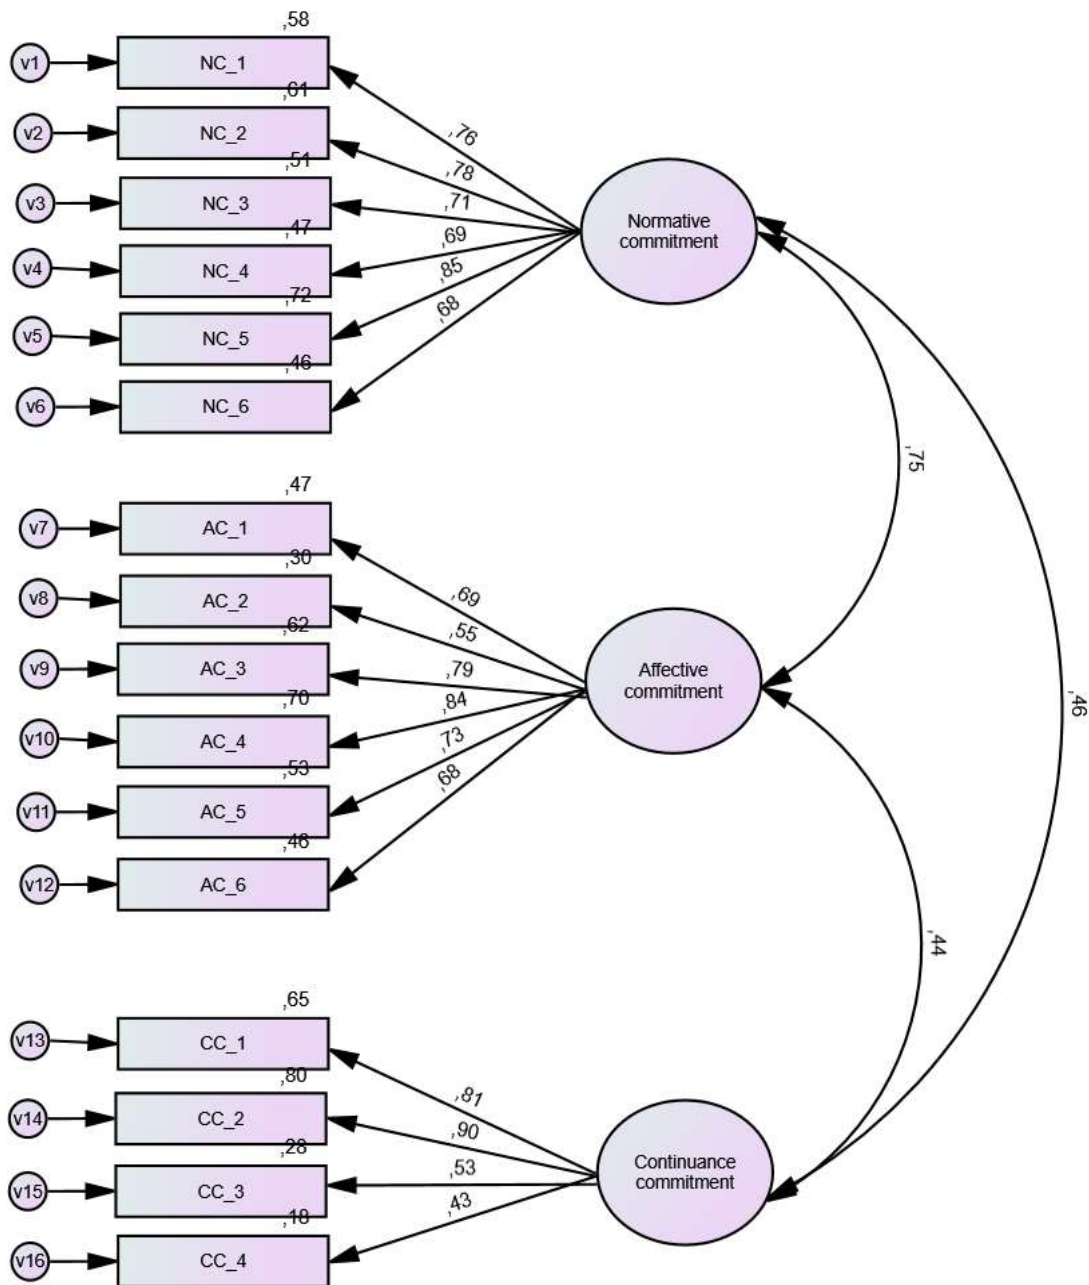 ,58
v1
NC_1
,76
,61
v2
NC_2
,78
,51
v3
NC_3
,71
,47
v4
NC_4
,69
,72
v5
NC_5
,85
,46
v6
NC_6
,68
Normative
commitment
,75
,47
v7
AC_1
,69
,30
v8
AC_2
,55
,62
v9
AC_3
,79
,70
v10
AC_4
,84
,53
v11
AC_5
,73
,46
v12
AC_6
,68
Affective
commitment
,46
,44
,65
v13
CC_1
,81
,80
v14
CC_2
,90
,28
v15
CC_3
,53
,18
v16
CC_4
,43
Continuance
commitment